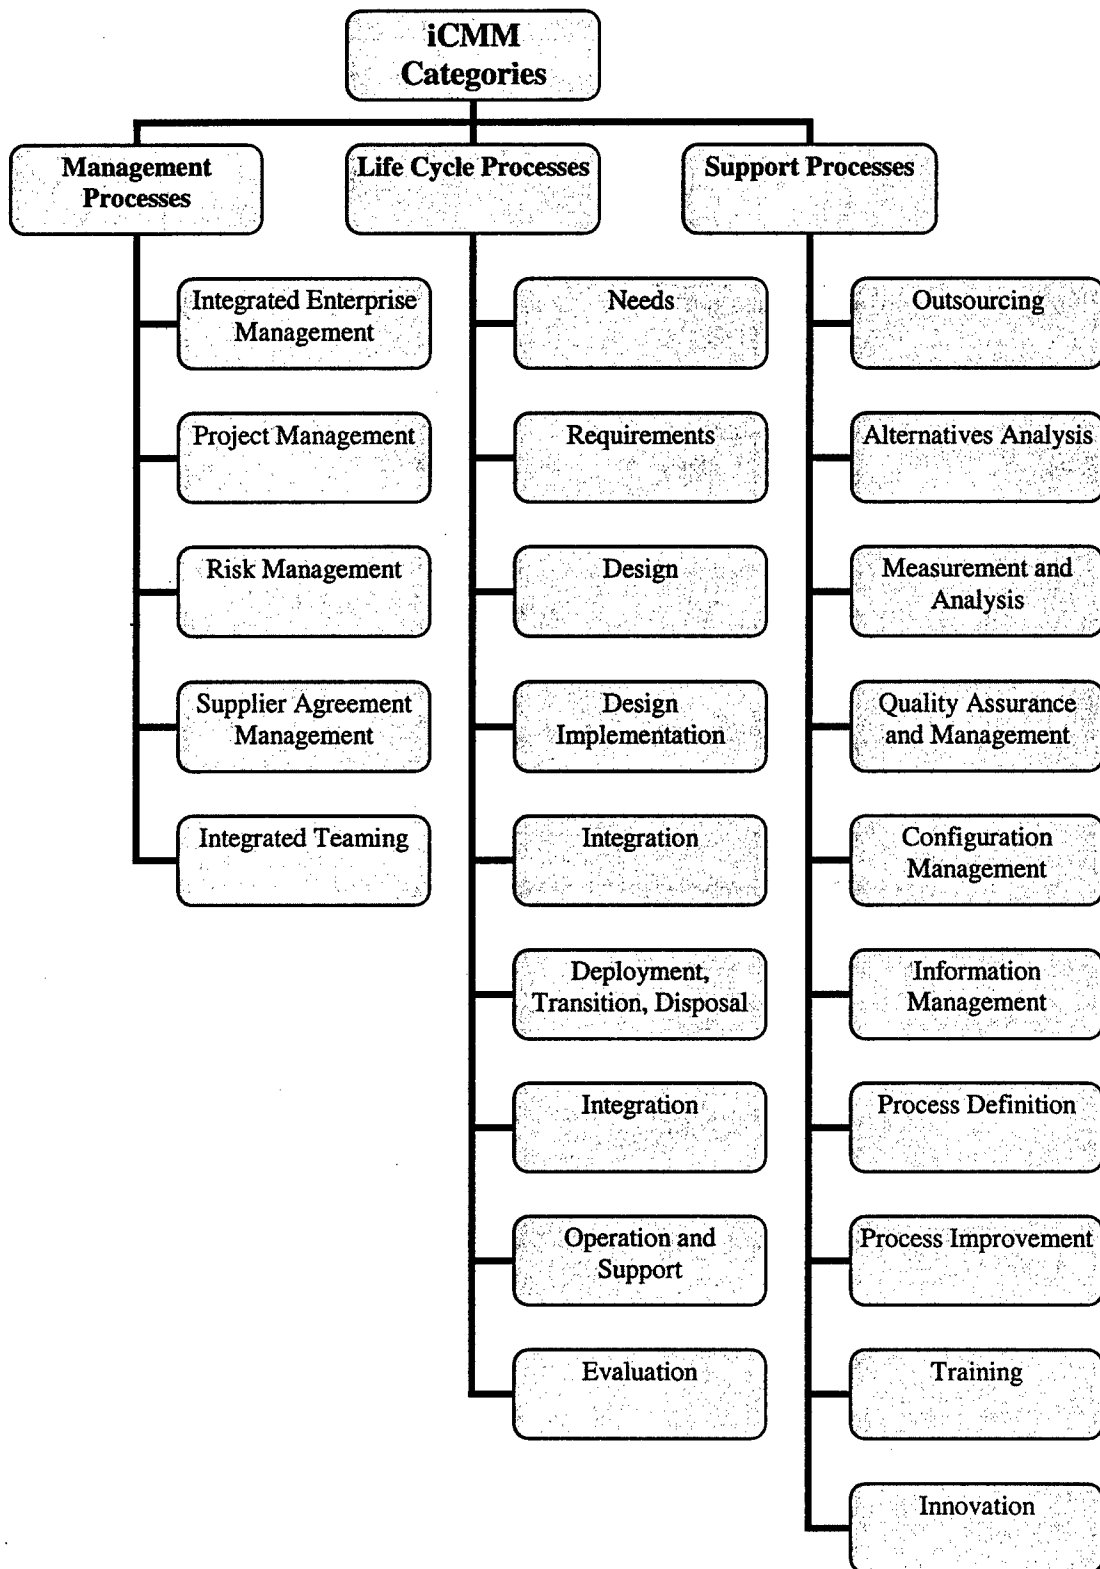 iCMM
Categories
Management
Processes
Life Cycle Processes
Support Processes
Integrated Enterprise
Management
Project Management
Risk Management
Supplier Agreement
Management
Integrated Teaming
Needs
Requirements
Design
Design
Implementation
Integration
Deployment,
Transition, Disposal
Integration
Operation and
Support
Evaluation
Outsourcing
Alternatives Analysis
Measurement and
Analysis
Quality Assurance
and Management
Configuration
Management
Information
Management
Process Definition
Process Improvement
Training
Innovation